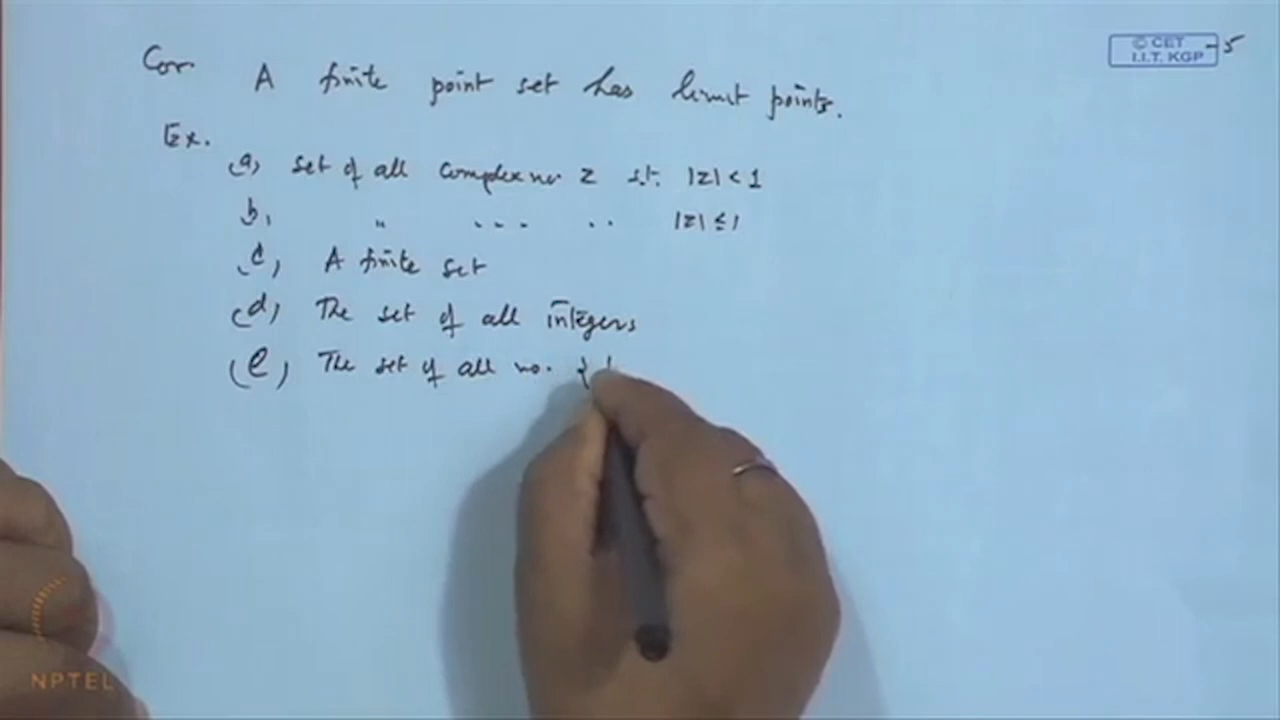 © CET
I.I.T. KGP
-5
Cor. A finite point set has limit points.
Ex.
(a) Set of all complex no. z s.t. |z| < 1
(b) " ... .. |z| ≤ 1
(c) A finite set
(d) The set of all integers
(e) The set of all no. {
NPTEL